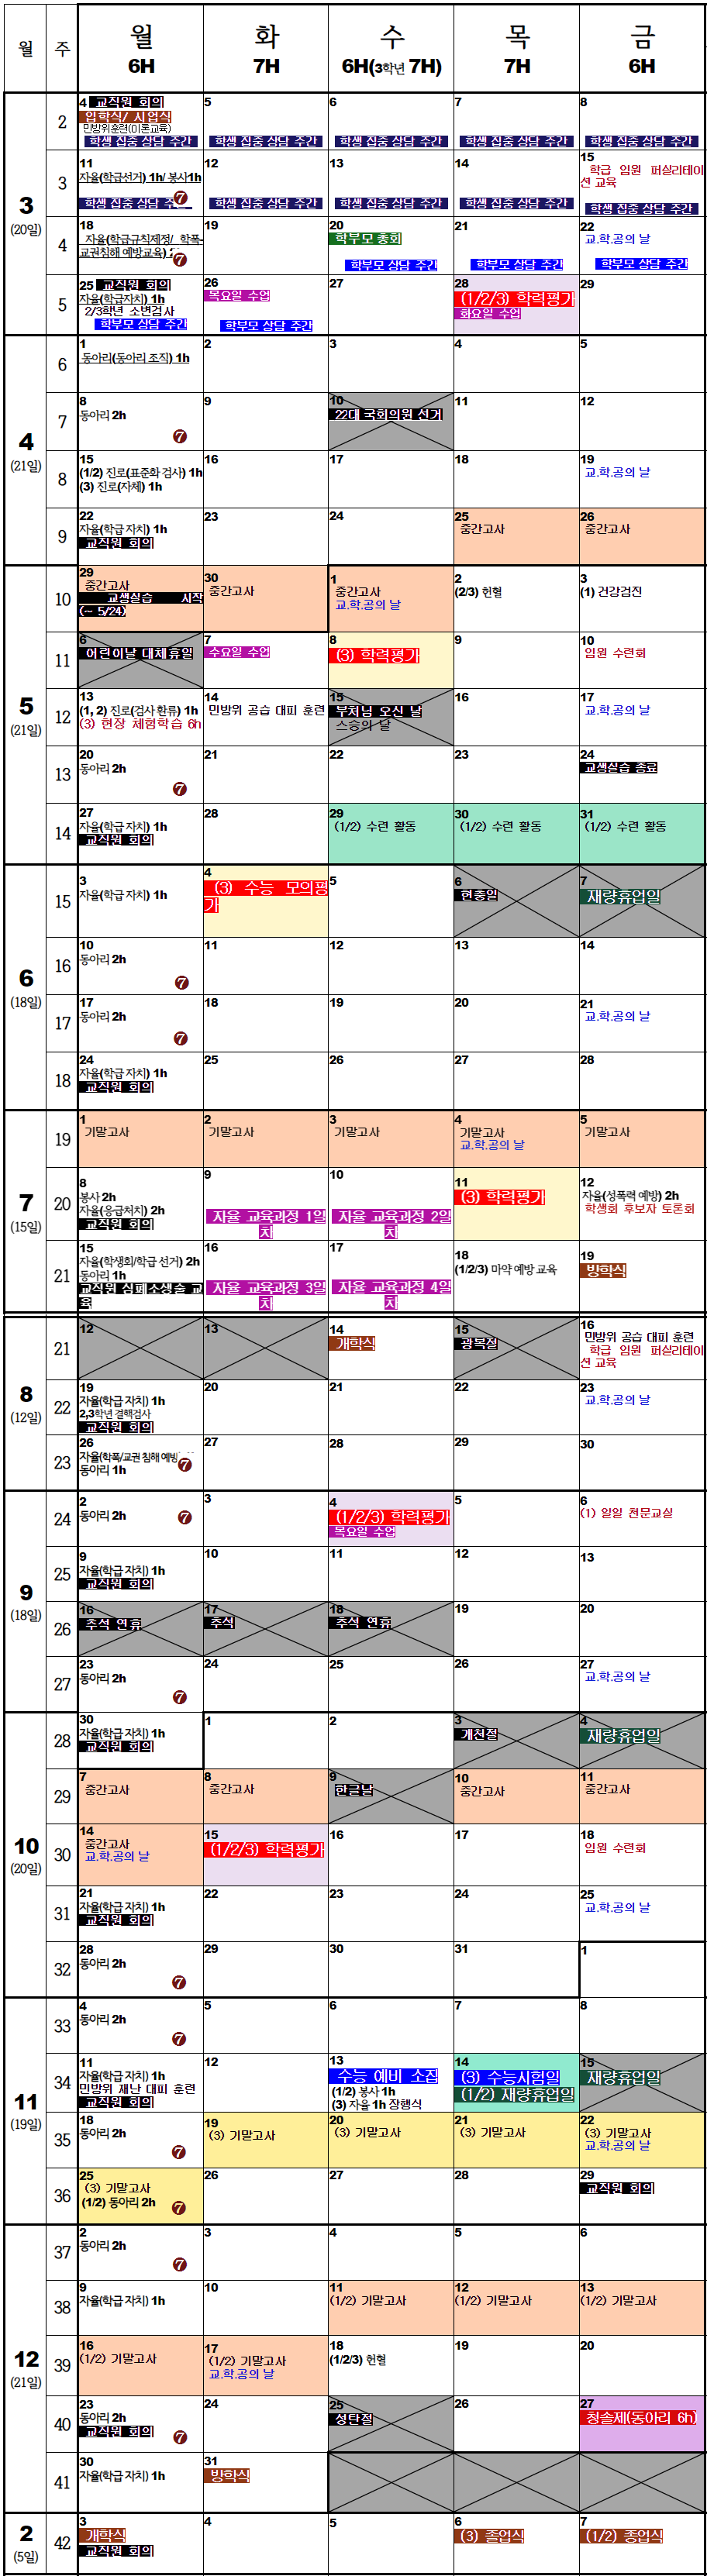 월 주 월 화 수 목 금
6H 7H 6H(3학년 7H) 7H 6H
3
(20일)
2
4 교직원 회의
입학식/ 시업식
민방위훈련(이론교육)
학생 집중 상담 주간
5
학생 집중 상담 주간
6
학생 집중 상담 주간
7
학생 집중 상담 주간
8
학생 집중 상담 주간
3
11
자율(학급선거) 1h/ 봉사1h
학생 집중 상담 주간
7
12
학생 집중 상담 주간
13
학생 집중 상담 주간
14
학생 집중 상담 주간
15
학급 임원 퍼실리테이
션 교육
학생 집중 상담 주간
4
18
자율(학급규칙제정/ 학폭-
교권침해 예방교육)
7
19
20
학부모 총회
학부모 상담 주간
21
학부모 상담 주간
22
교.학.공의 날
학부모 상담 주간
5
25 교직원 회의
자율(학급자치) 1h
2/3학년 소변검사
학부모 상담 주간
26
목요일 수업
학부모 상담 주간
27
28
(1/2/3) 학력평가
화요일 수업
29
4
(21일)
6
1
동아리(동아리 조직) 1h
2
3
4
5
7
8
동아리 2h
7
9
10
22대 국회의원 선거
11
12
8
15
(1/2) 진로(표준화 검사) 1h
(3) 진로(자체) 1h
16
17
18
19
교.학.공의 날
9
22
자율(학급 자치) 1h
교직원 회의
23
24
25
중간고사
26
중간고사
5
(21일)
10
29
중간고사
교생실습 시작
(~ 5/24)
30
중간고사
1
중간고사
교.학.공의 날
2
(2/3) 헌혈
3
(1) 건강검진
11
6
어린이날 대체휴일
7
수요일 수업
8
(3) 학력평가
9
10
임원 수련회
12
13
(1, 2) 진로(검사 환류) 1h
(3) 현장 체험학습 6h
14
민방위 공습 대피 훈련
15
부처님 오신 날
스승의 날
16
17
교.학.공의 날
13
20
동아리 2h
7
21
22
23
24
교생실습 종료
14
27
자율(학급 자치) 1h
교직원 회의
28
29
(1/2) 수련 활동
30
(1/2) 수련 활동
31
(1/2) 수련 활동
6
(18일)
15
3
자율(학급 자치) 1h
4
(3) 수능 모의평
가
5
6
현충일
7
재량휴업일
16
10
동아리 2h
7
11
12
13
14
17
17
동아리 2h
7
18
19
20
21
교.학.공의 날
18
24
자율(학급 자치) 1h
교직원 회의
25
26
27
28
7
(15일)
19
1
기말고사
2
기말고사
3
기말고사
4
기말고사
교.학.공의 날
5
기말고사
20
8
봉사 2h
자율(응급처치) 2h
교직원 회의
9
자율 교육과정 1일
차
10
자율 교육과정 2일
차
11
(3) 학력평가
12
자율(성폭력 예방) 2h
학생회 후보자 토론회
21
15
자율(학생회/학급 선거) 2h
동아리 1h
교직원 심폐소생술 교
육
16
자율 교육과정 3일
차
17
자율 교육과정 4일
차
18
(1/2/3) 마약 예방 교육
19
방학식
8
(12일)
21
12
13
14
개학식
15
광복절
16
민방위 공습 대피 훈련
학급 임원 퍼실리테이
션 교육
22
19
자율(학급 자치) 1h
2,3학년 결핵검사
교직원 회의
20
21
22
23
교.학.공의 날
23
26
자율(학폭/교권 침해 예방
동아리 1h
7
27
28
29
30
9
(18일)
24
2
동아리 2h
7
3
4
(1/2/3) 학력평가
목요일 수업
5
6
(1) 일일 천문교실
25
9
자율(학급 자치) 1h
교직원 회의
10
11
12
13
26
16
추석 연휴
17
추석
18
추석 연휴
19
20
27
23
동아리 2h
7
24
25
26
27
교.학.공의 날
10
(20일)
28
30
자율(학급 자치) 1h
교직원 회의
1
2
3
개천절
4
재량휴업일
29
7
중간고사
8
중간고사
9
한글날
10
중간고사
11
중간고사
30
14
중간고사
교.학.공의 날
15
(1/2/3) 학력평가
16
17
18
임원 수련회
31
21
자율(학급 자치) 1h
교직원 회의
22
23
24
25
교.학.공의 날
32
28
동아리 2h
7
29
30
31
1
11
(19일)
33
4
동아리 2h
7
5
6
7
8
34
11
자율(학급 자치) 1h
민방위 재난 대피 훈련
교직원 회의
12
13
수능 예비 소집
(1/2) 봉사 1h
(3) 자율 1h 장행식
14
(3) 수능시험일
(1/2) 재량휴업일
15
재량휴업일
35
18
동아리 2h
7
19
(3) 기말고사
20
(3) 기말고사
21
(3) 기말고사
22
(3) 기말고사
교.학.공의 날
36
25
(3) 기말고사
(1/2) 동아리 2h
7
26
27
28
29
교직원 회의
12
(21일)
37
2
동아리 2h
7
3
4
5
6
38
9
자율(학급 자치) 1h
10
11
(1/2) 기말고사
12
(1/2) 기말고사
13
(1/2) 기말고사
39
16
(1/2) 기말고사
17
(1/2) 기말고사
교.학.공의 날
18
(1/2/3) 헌혈
19
20
40
23
동아리 2h
교직원 회의
7
24
25
성탄절
26
27
청솔제(동아리 6h)
41
30
자율(학급 자치) 1h
31
방학식
2
(5일)
42
3
개학식
교직원 회의
4
5
6
(3) 졸업식
7
(1/2) 종업식